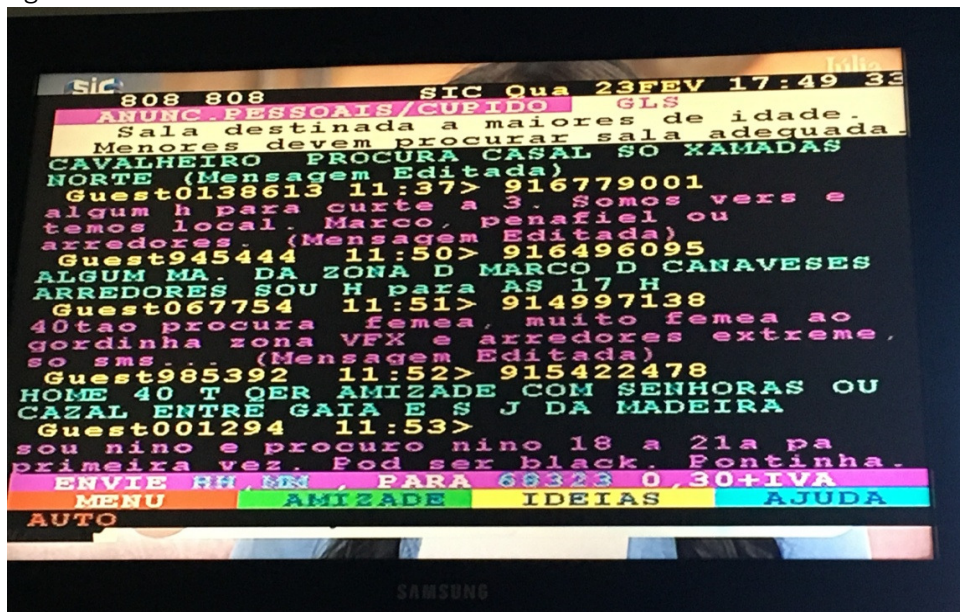 sic
Júlia
808 808 SIC Qua 23FEV 17:49 33
ANUNC.PESSOAIS/CUPIDO GLS
Sala destinada a maiores de idade.
Menores devem procurar sala adequada.
CAVALHEIRO PROCURA CASAL SO XAMADAS
NORTE (Mensagem Editada)
Guest0138613 11:37> 916779001
algum h para curte a 3. Somos vers e
temos local. Marco, penafiel ou
arredores. (Mensagem Editada)
Guest945444 11:50> 916496095
ALGUM MA. DA ZONA D MARCO D CANAVESES
ARREDORES SOU H para AS 17 H
Guest067754 11:51> 914997138
40tao procura femea, muito femea ao
gordinha zona VFX e arredores extreme,
so sms... (Mensagem Editada)
Guest985392 11:52> 915422478
HOME 40 T QER AMIZADE COM SENHORAS OU
CAZAL ENTRE GAIA E S J DA MADEIRA
Guest001294 11:53>
sou nino e procuro nino 18 a 21a pa
primeira vez. Pod ser black. Pontinha.
ENVIE HH,MN , PARA 68323 0,30+IVA
MENU AMIZADE IDEIAS AJUDA
AUTO
SAMSUNG